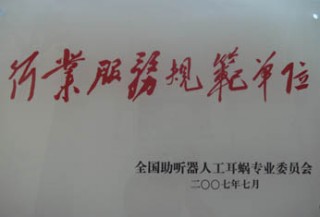 行業服務規範单位
全国助听器人工耳蜗专业委员会
二〇〇七年七月